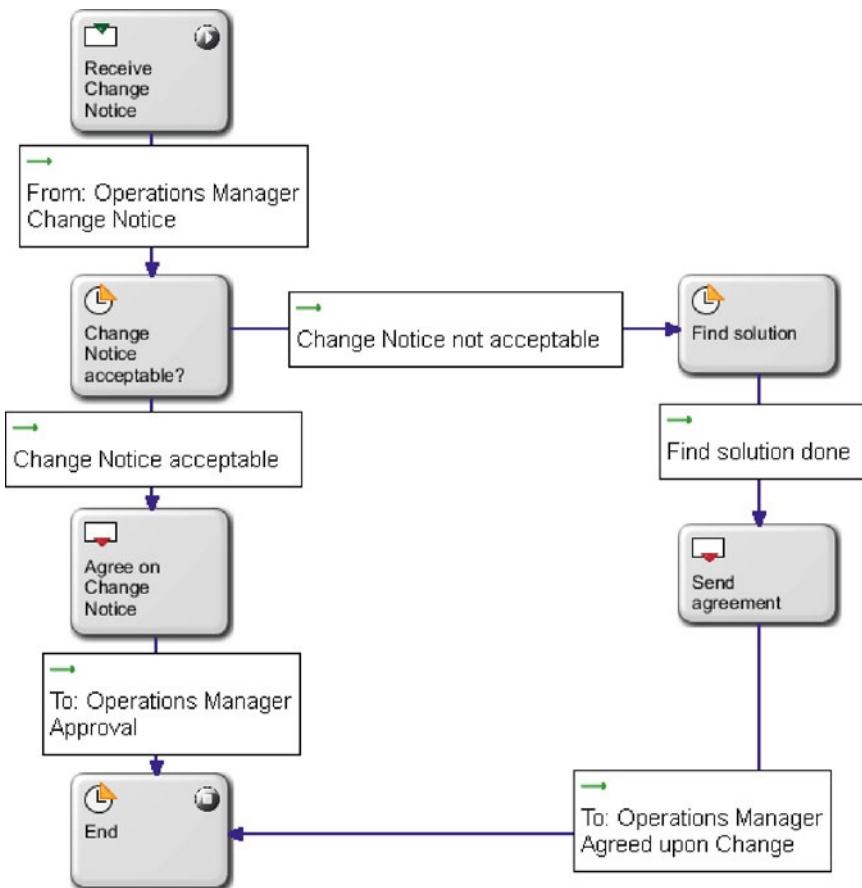 Receive
Change
Notice
From: Operations Manager
Change Notice
Change
Notice
acceptable?
Change Notice not acceptable
Find solution
Change Notice acceptable
Find solution done
Agree on
Change
Notice
Send
agreement
To: Operations Manager
Approval
End
To: Operations Manager
Agreed upon Change